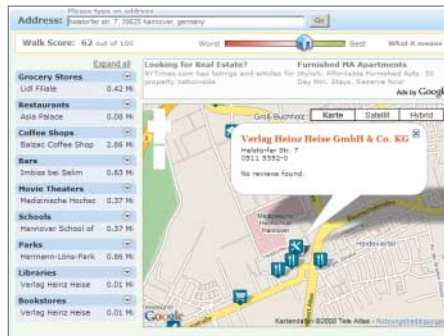 Please type an address
Address: helstorfer str 7, 30625 hannover, germany Go
Walk Score: 62 out of 100 Worst Best What it means
Expand all
Grocery Stores
Lidl Filiale 0.42 Mi
Restaurants
Asia Palace 0.08 Mi
Coffee Shops
Balzac Coffee Shop 2.86 Mi
Bars
Imbiss bei Selim 0.63 Mi
Movie Theaters
Medizinische Hochsc 0.37 Mi
Schools
Hannover School of 0.37 Mi
Parks
Hermann-Löns-Park 0.86 Mi
Libraries
Verlag Heinz Heise 0.01 Mi
Bookstores
Verlag Heinz Heise 0.01 Mi
Looking for Real Estate?
NYTimes.com has listings and articles for
property nationwide
Furnished MA Apartments
Stylish, Affordable Furnished Apts. 30
Day Min. Stays. Reserve Now!
Ads by Google
Groß Buchholz
Karte Satellit Hybrid
Verlag Heinz Heise GmbH & Co. KG
Helstorfer Str. 7
0511 5352-0
No reviews found.
Medizinische
Hochschule
Hannover
Heideviertel
Google
Kartendaten ©2008 Tele Atlas - Nutzungsbedingungen